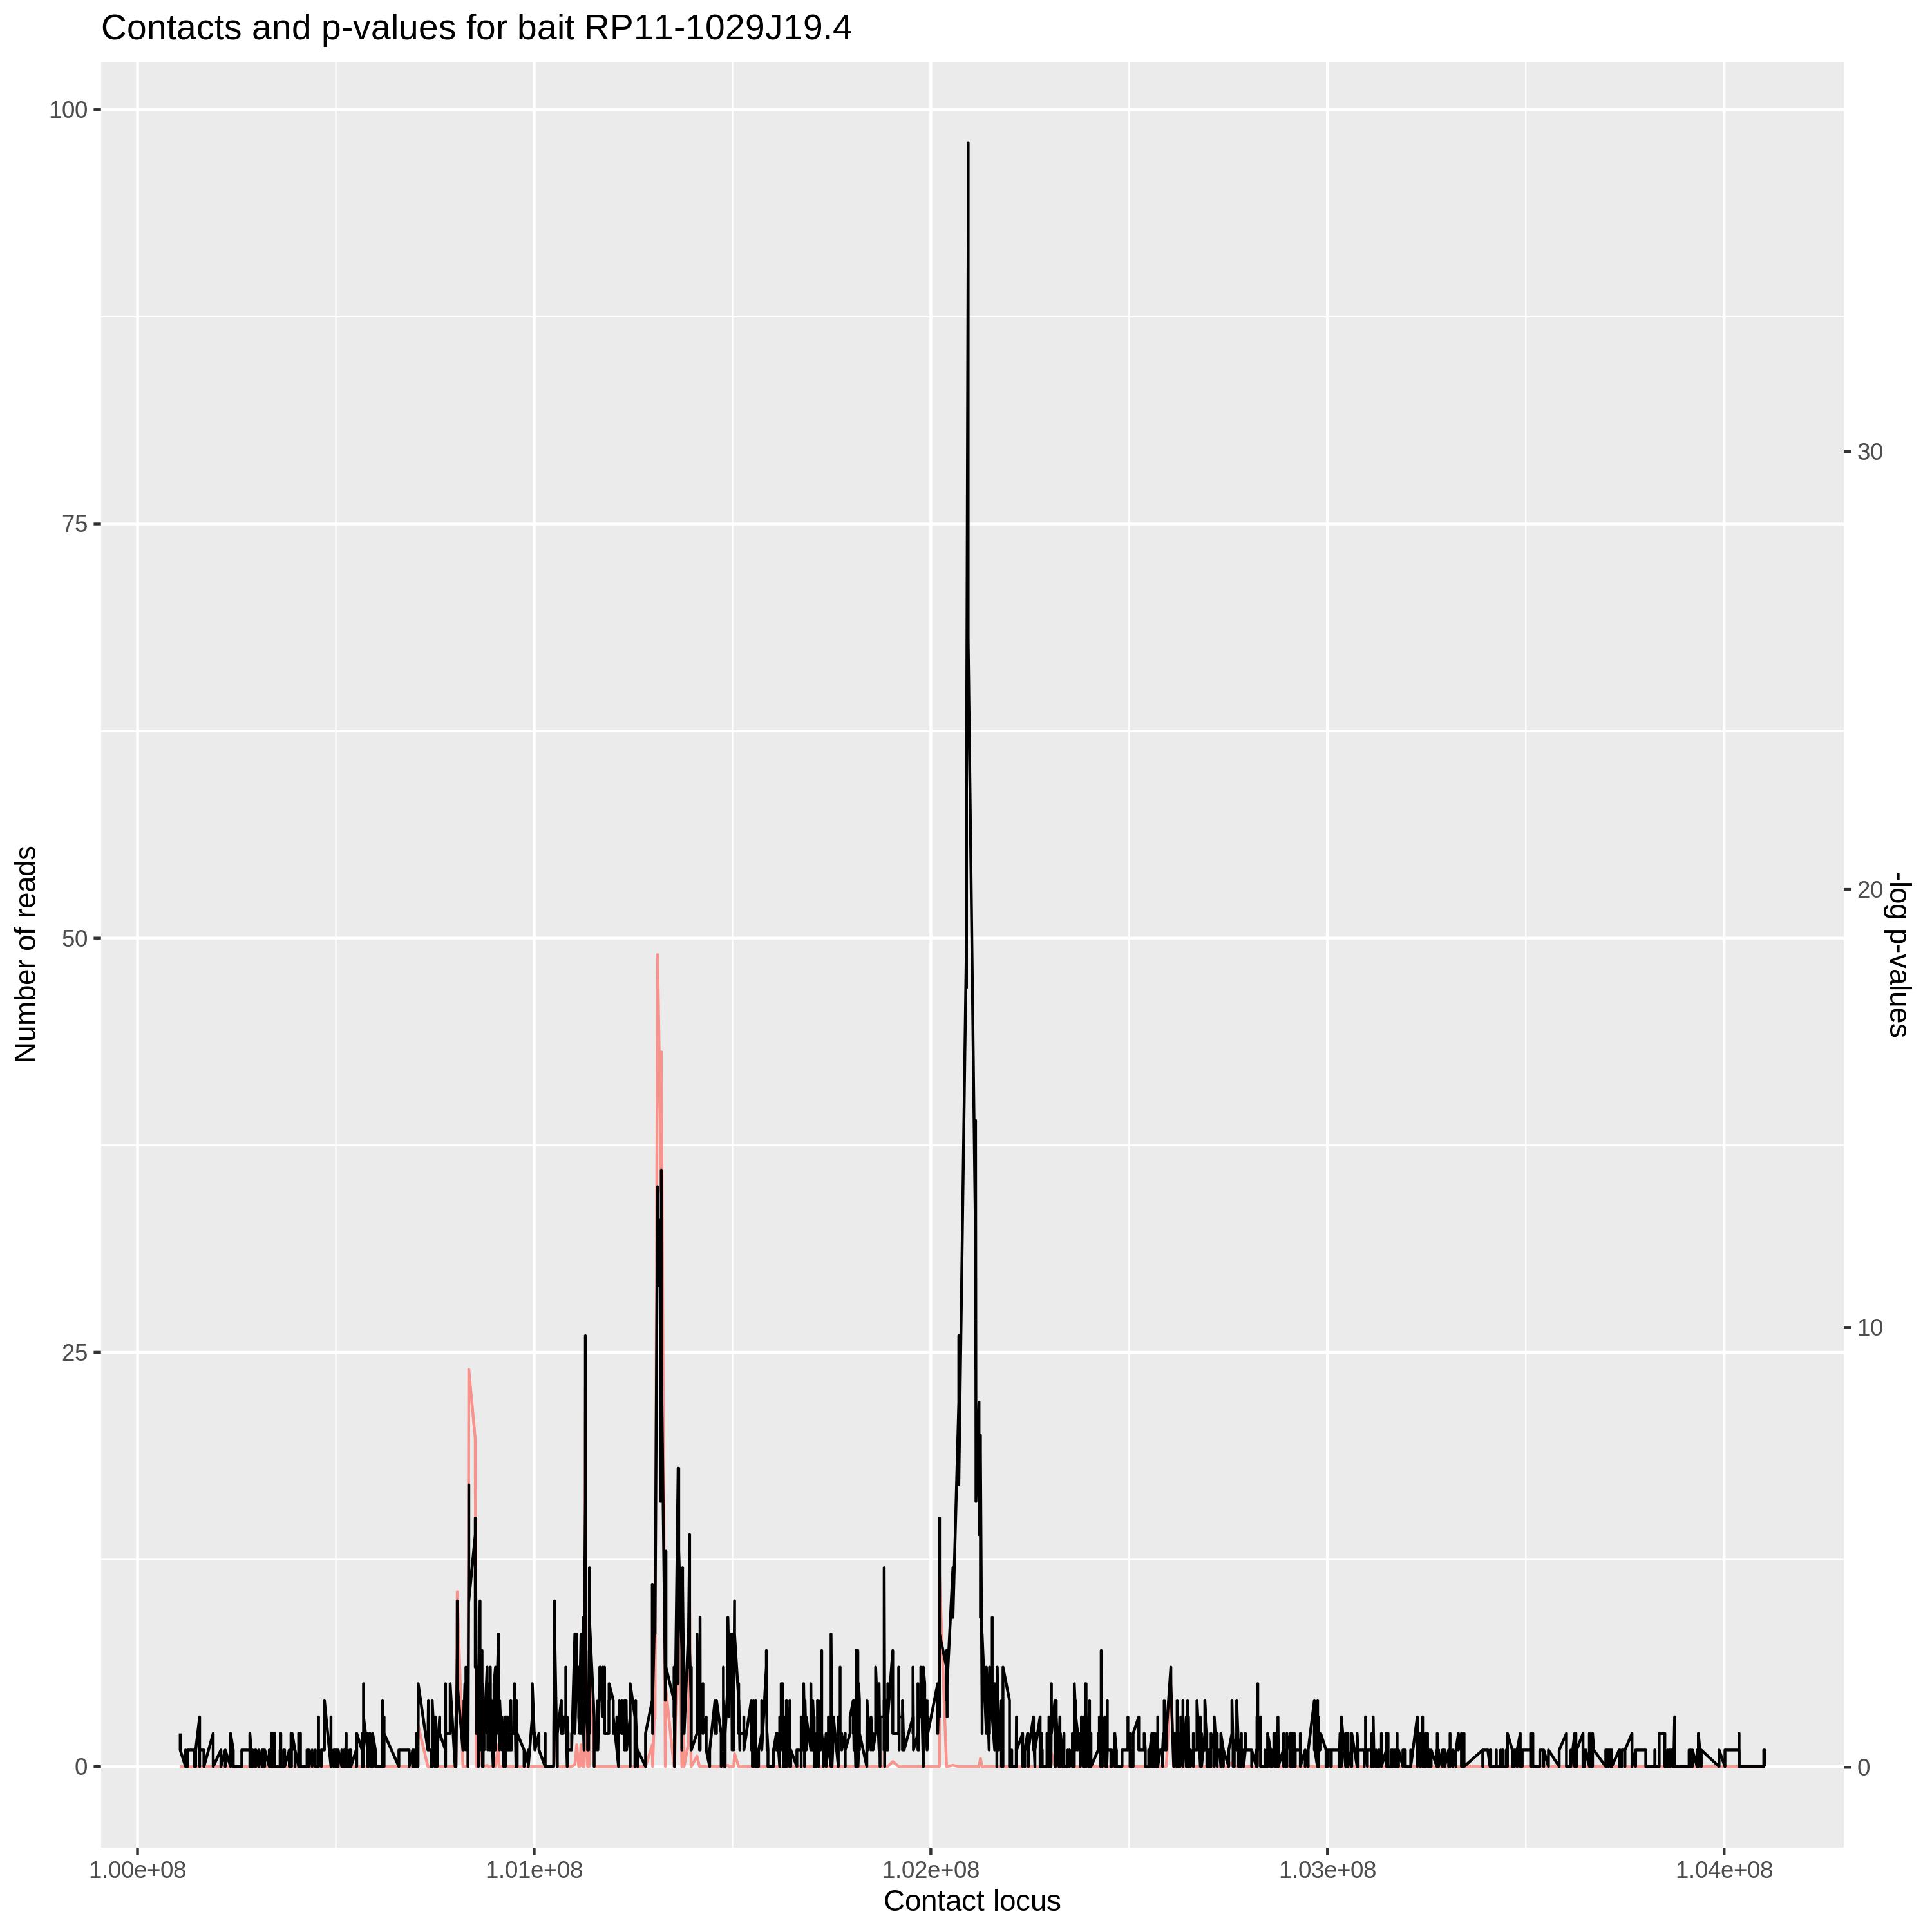 Contacts and p-values for bait RP11-1029J19.4
100
75
50
25
0
Number of reads
30
20
10
0
-log p-values
1.00e+08 1.01e+08 1.02e+08 1.03e+08 1.04e+08
Contact locus